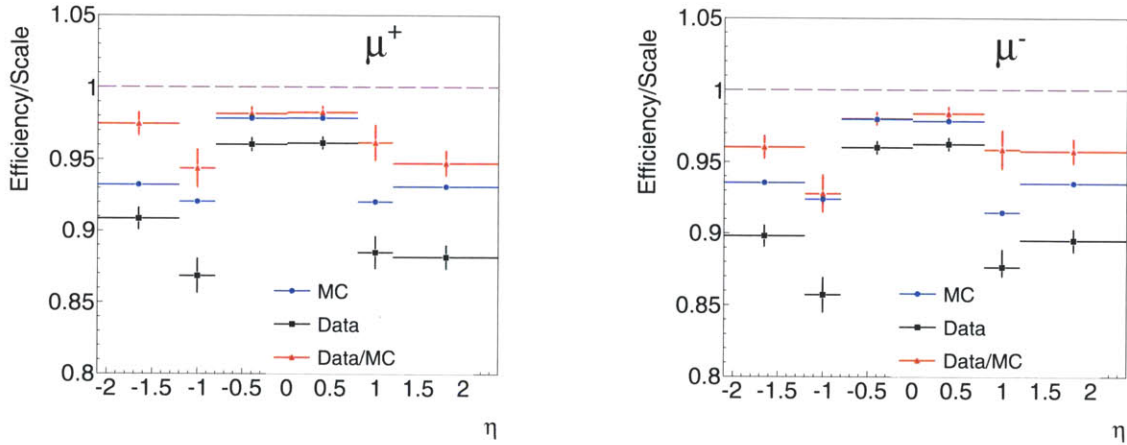 Efficiency/Scale
1.05
1
0.95
0.9
0.85
0.8
μ⁺
MC
Data
Data/MC
-2 -1.5 -1 -0.5 0 0.5 1 1.5 2
η
Efficiency/Scale
1.05
1
0.95
0.9
0.85
0.8
μ⁻
MC
Data
Data/MC
-2 -1.5 -1 -0.5 0 0.5 1 1.5 2
η